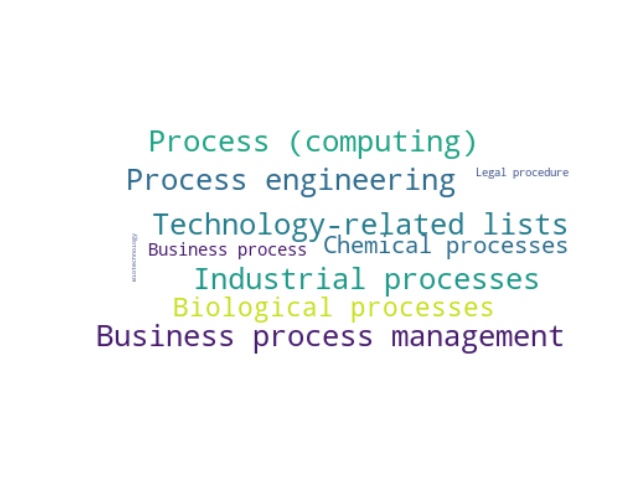 Process (computing)
Process engineering
Legal procedure
Technology-related lists
Chemical processes
Business process
Industrial processes
Biological processes
Business process management